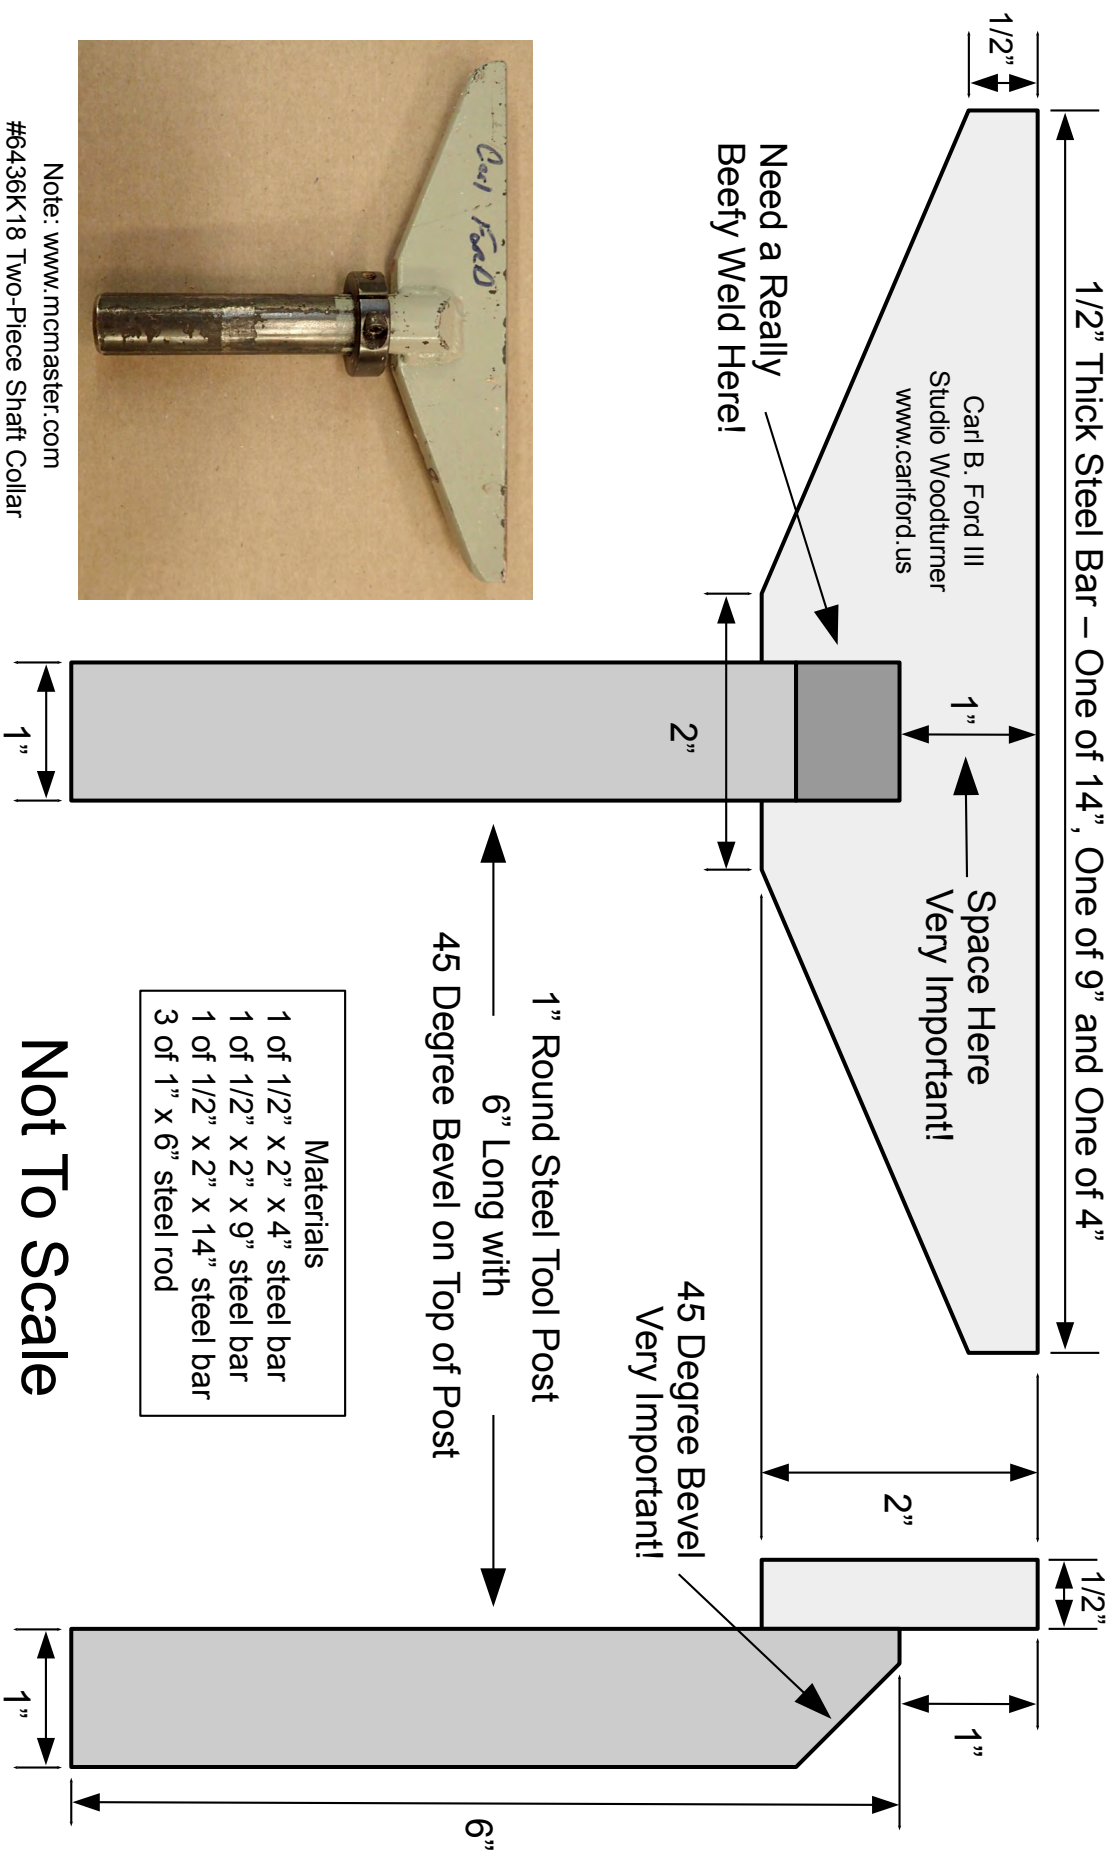 1/2” Thick Steel Bar – One of 14”, One of 9” and One of 4”
1/2”
Carl B. Ford III
Studio Woodturner
www.carlford.us
1”
Space Here
Very Important!
Need a Really
Beefy Weld Here!
2”
1”
1/2”
2”
1”
45 Degree Bevel
Very Important!
1” Round Steel Tool Post
6” Long with
45 Degree Bevel on Top of Post
6”
1”
Materials
1 of 1/2” x 2” x 4” steel bar
1 of 1/2” x 2” x 9” steel bar
1 of 1/2” x 2” x 14” steel bar
3 of 1” x 6” steel rod
Not To Scale
Carl Ford
Note: www.mcmaster.com
#6436K18 Two-Piece Shaft Collar